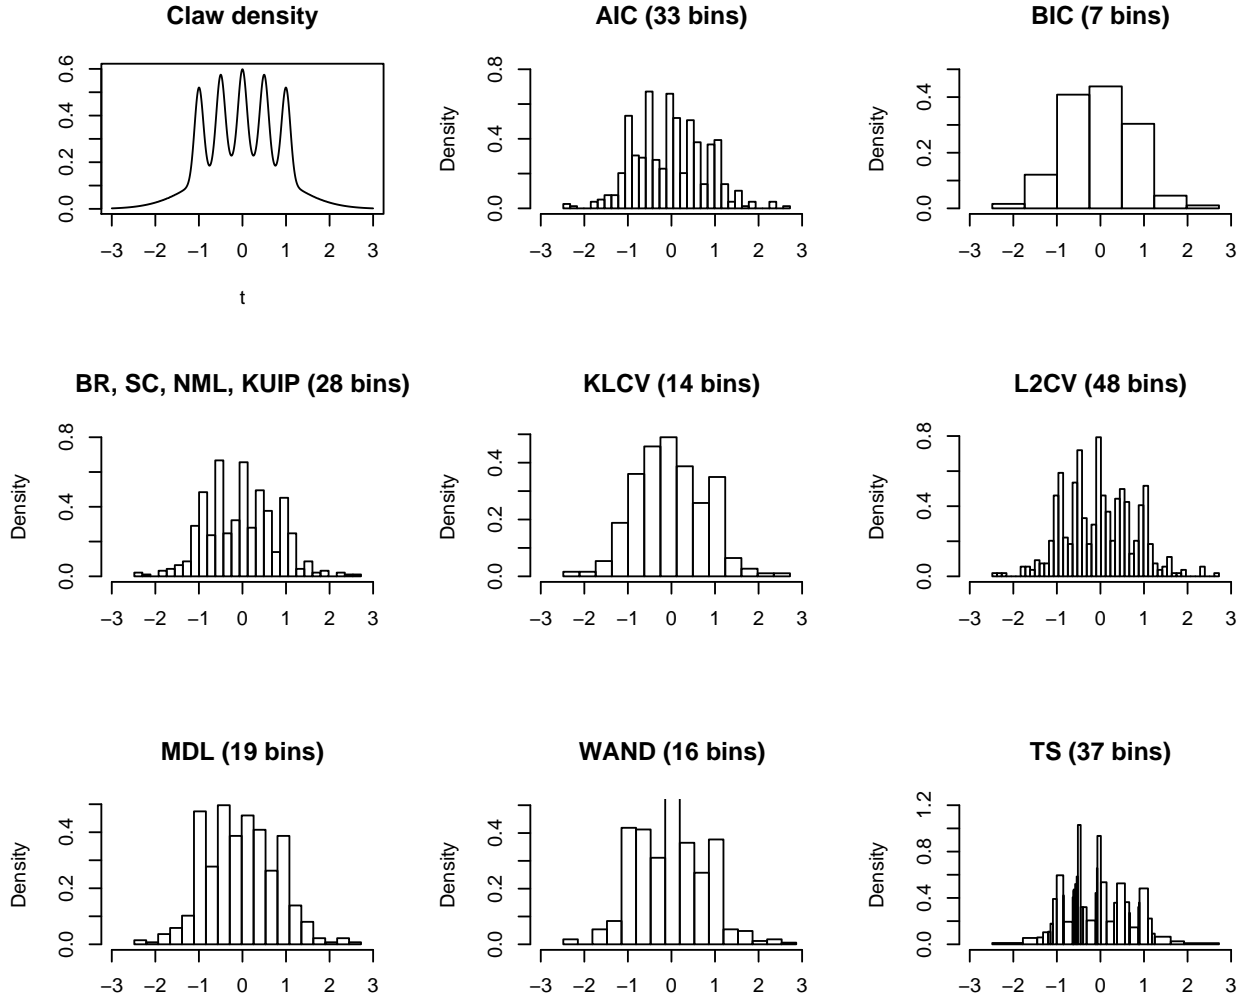 Claw density
AIC (33 bins)
BIC (7 bins)
0.0 0.2 0.4 0.6
−3 −2 −1 0 1 2 3
t
Density
0.0 0.4 0.8
−3 −2 −1 0 1 2 3
Density
0.0 0.2 0.4
−3 −2 −1 0 1 2 3
BR, SC, NML, KUIP (28 bins)
KLCV (14 bins)
L2CV (48 bins)
Density
0.0 0.4 0.8
−3 −2 −1 0 1 2 3
Density
0.0 0.2 0.4
−3 −2 −1 0 1 2 3
Density
0.0 0.4 0.8
−3 −2 −1 0 1 2 3
MDL (19 bins)
WAND (16 bins)
TS (37 bins)
Density
0.0 0.2 0.4
−3 −2 −1 0 1 2 3
Density
0.0 0.2 0.4
−3 −2 −1 0 1 2 3
Density
0.0 0.4 0.8 1.2
−3 −2 −1 0 1 2 3